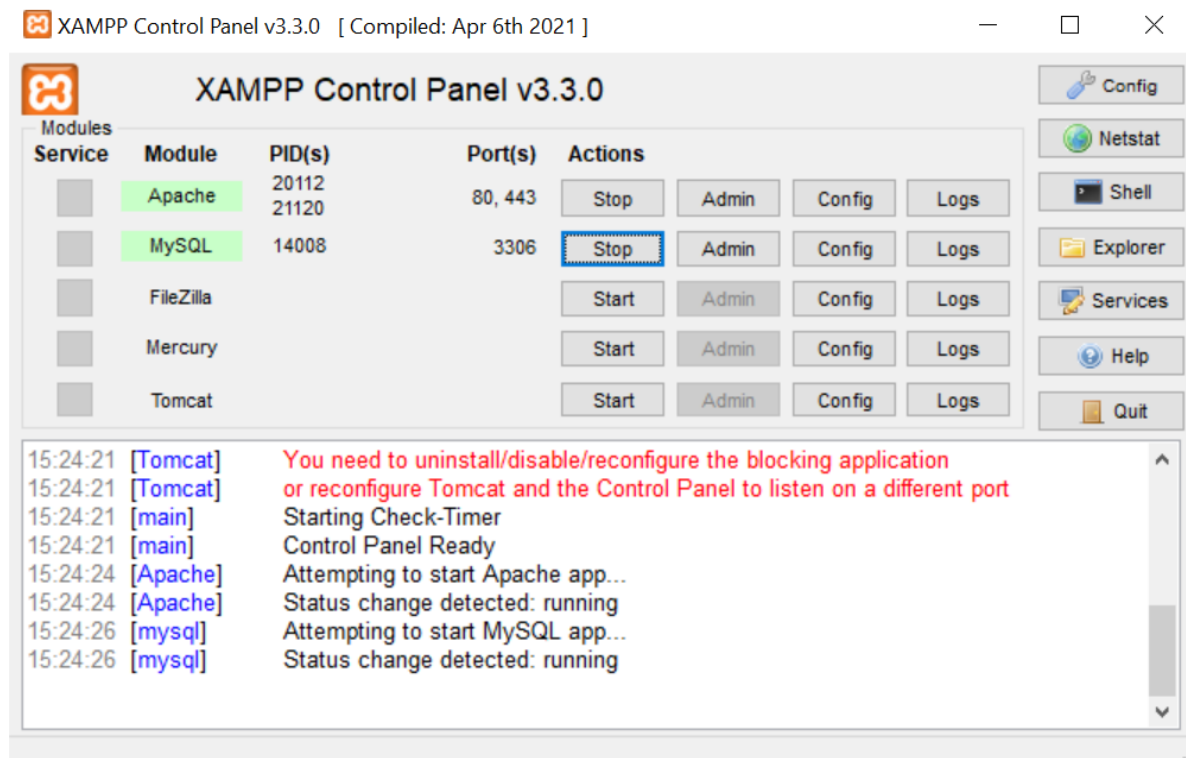 XAMPP Control Panel v3.3.0 [ Compiled: Apr 6th 2021 ]
XAMPP Control Panel v3.3.0
Config
Modules
Service Module PID(s) Port(s) Actions
Netstat
Apache 20112 21120 80, 443 Stop Admin Config Logs
Shell
MySQL 14008 3306 Stop Admin Config Logs
Explorer
FileZilla Start Admin Config Logs
Services
Mercury Start Admin Config Logs
Help
Tomcat Start Admin Config Logs
Quit
15:24:21 [Tomcat] You need to uninstall/disable/reconfigure the blocking application
15:24:21 [Tomcat] or reconfigure Tomcat and the Control Panel to listen on a different port
15:24:21 [main] Starting Check-Timer
15:24:21 [main] Control Panel Ready
15:24:24 [Apache] Attempting to start Apache app...
15:24:24 [Apache] Status change detected: running
15:24:26 [mysql] Attempting to start MySQL app...
15:24:26 [mysql] Status change detected: running